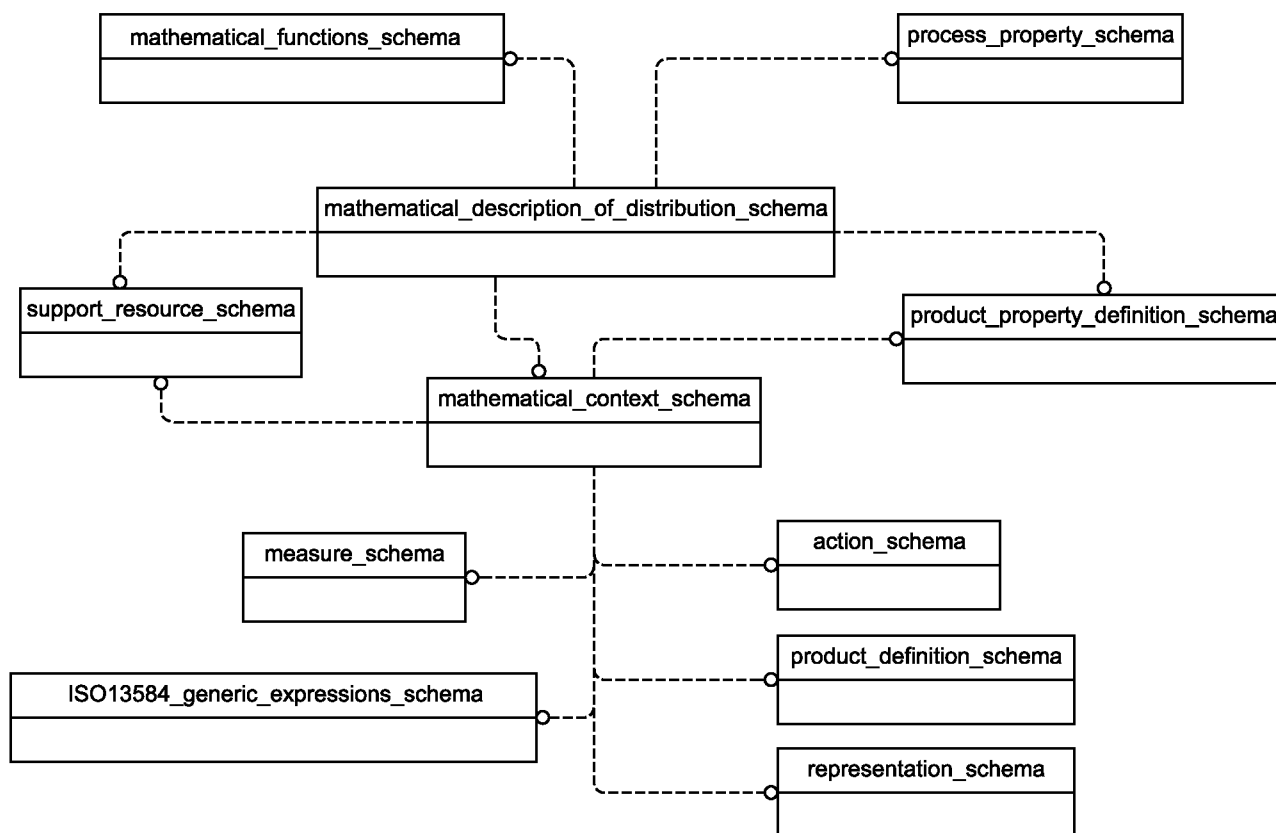 mathematical_functions_schema
process_property_schema
mathematical_description_of_distribution_schema
support_resource_schema
product_property_definition_schema
mathematical_context_schema
measure_schema
action_schema
product_definition_schema
ISO13584_generic_expressions_schema
representation_schema